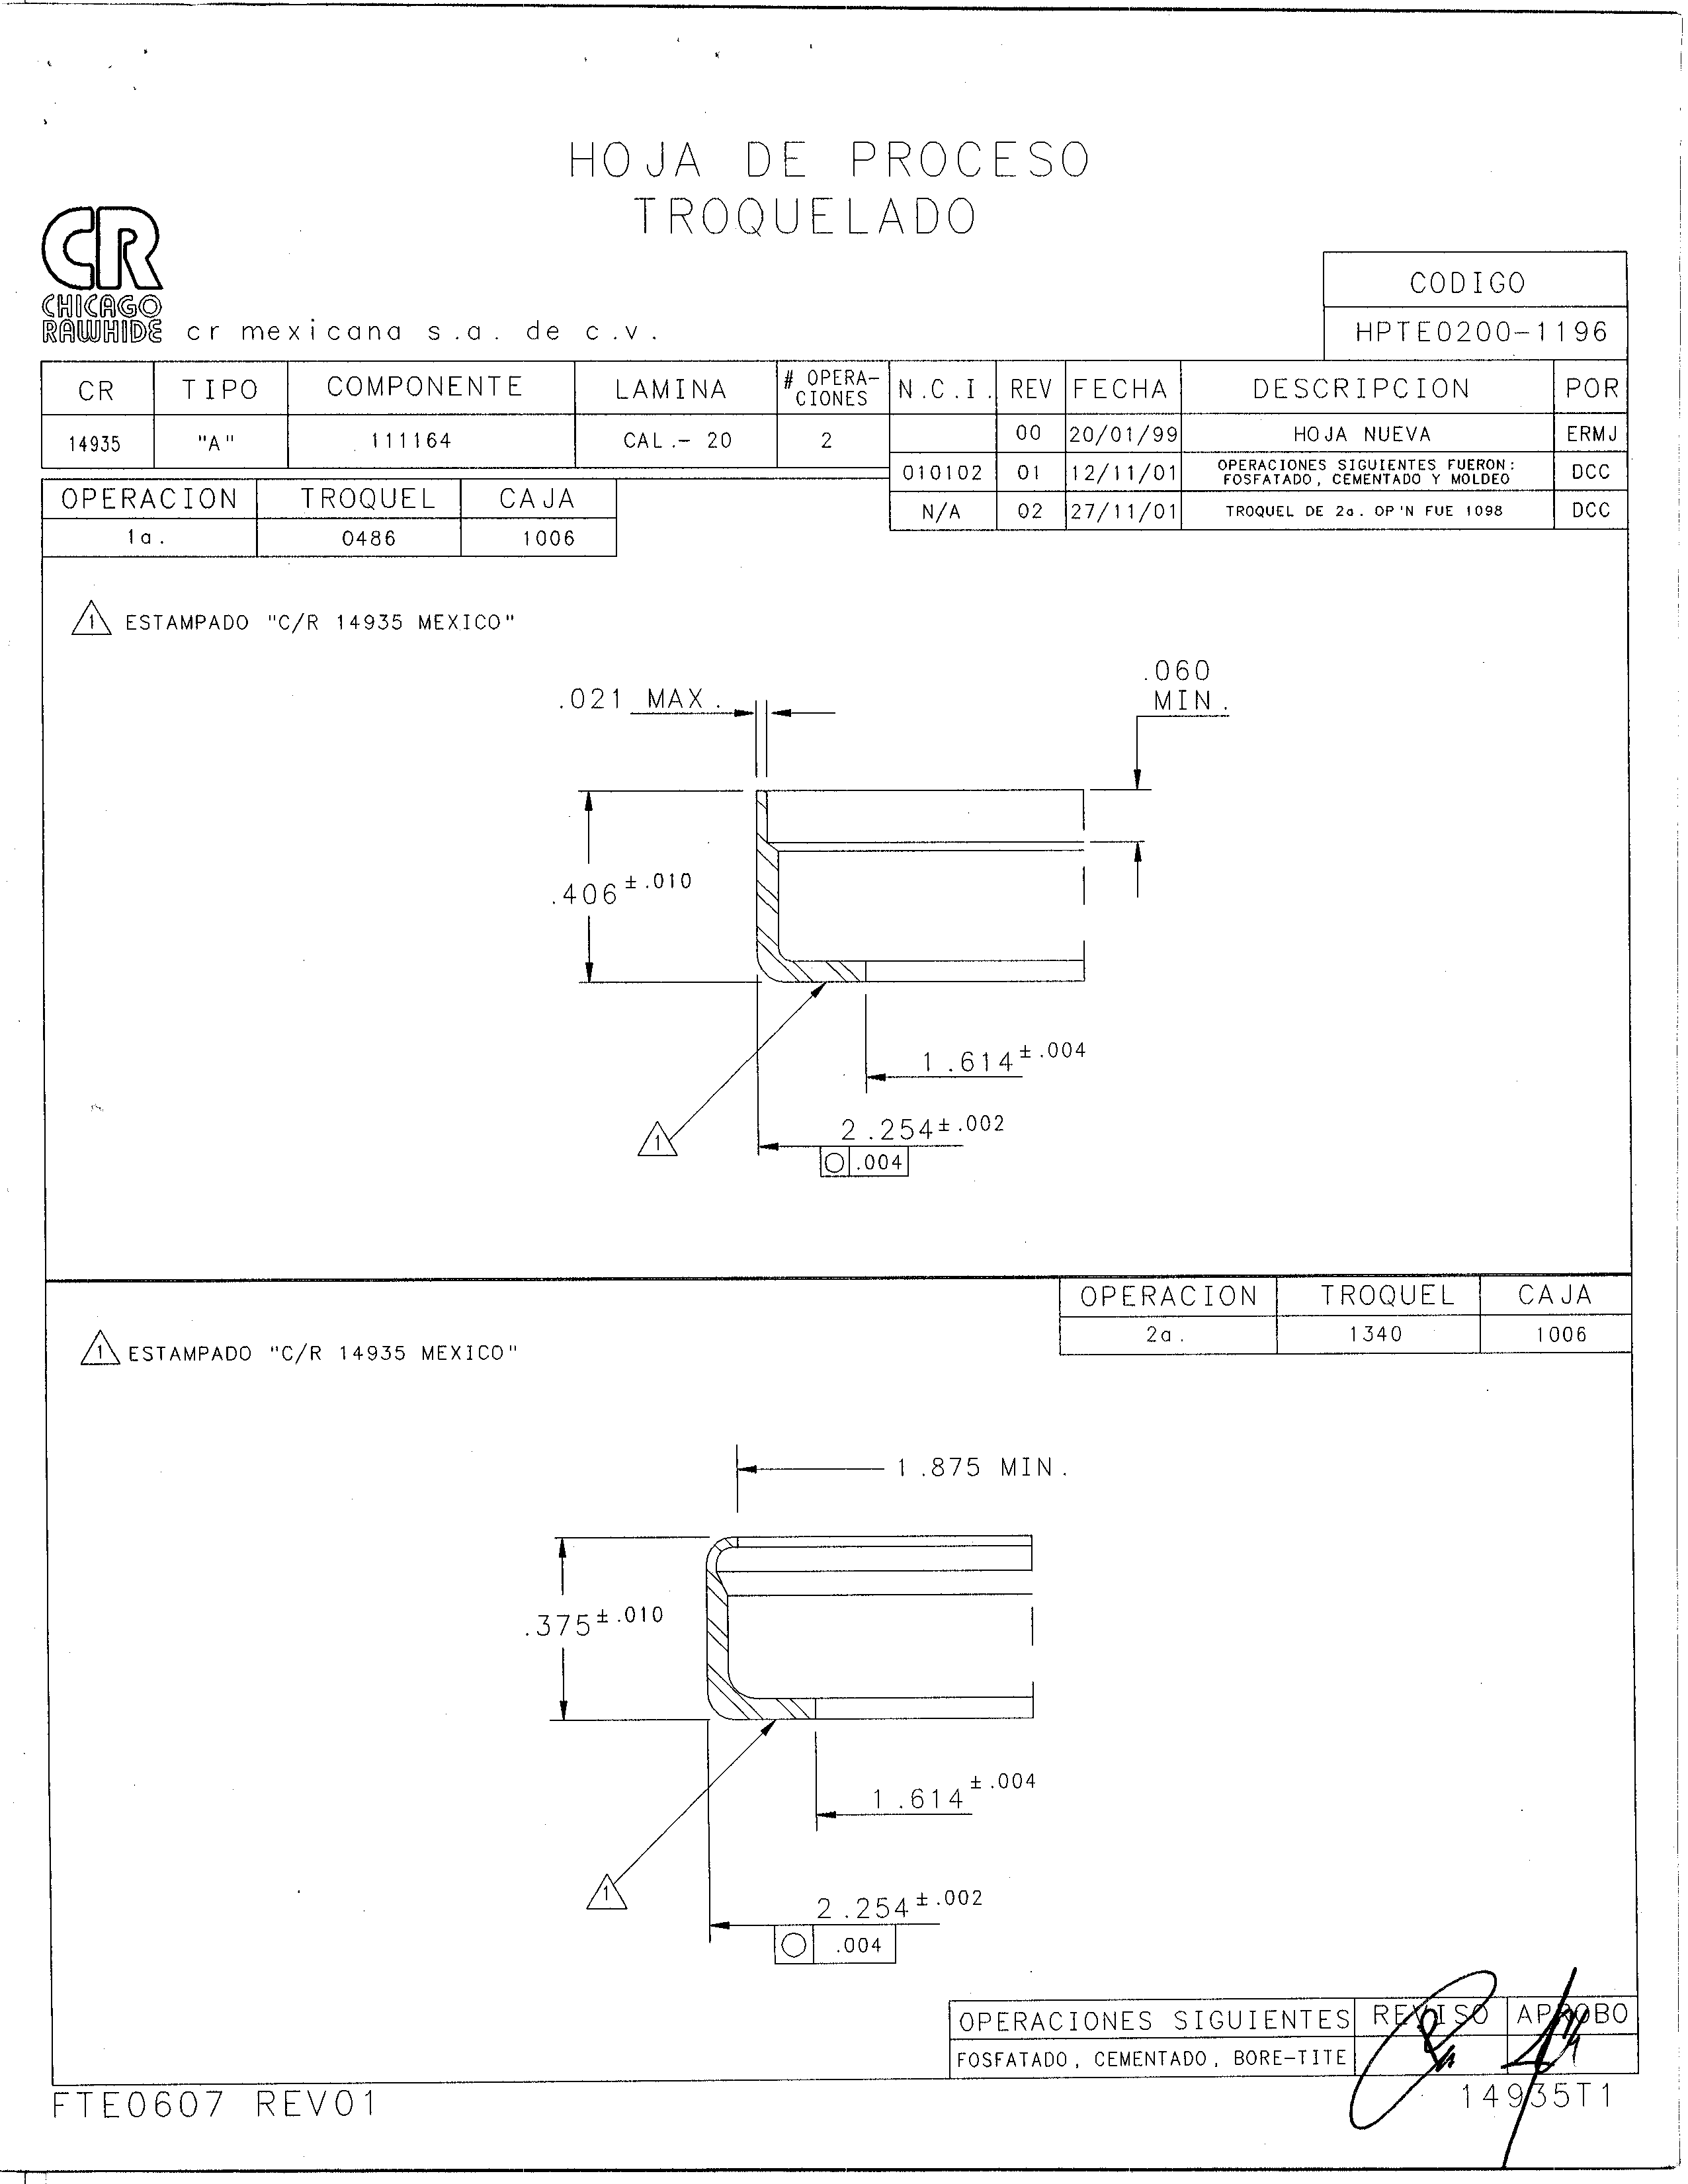 HOJA DE PROCESO
TROQUELADO
CR
CHICAGO
RAWHIDE
cr mexicana s.a. de c.v.
CODIGO
HPTE0200-1196
CR TIPO COMPONENTE LAMINA # OPERA-CIONES N.C.I. REV FECHA DESCRIPCION POR
14935 "A" 111164 CAL.- 20 2
00 20/01/99 HOJA NUEVA ERMJ
010102 01 12/11/01 OPERACIONES SIGUIENTES FUERON:
FOSFATADO, CEMENTADO Y MOLDEO DCC
N/A 02 27/11/01 TROQUEL DE 2a. OP'N FUE 1098 DCC
OPERACION TROQUEL CAJA
1a. 0486 1006
1 ESTAMPADO "C/R 14935 MEXICO"
.060
MIN.
.021 MAX.
.406 ±.010
1.614 ±.004
1
2.254 ±.002
.004
OPERACION TROQUEL CAJA
2a. 1340 1006
1 ESTAMPADO "C/R 14935 MEXICO"
1.875 MIN.
.375 ±.010
1.614 ±.004
1
2.254 ±.002
.004
OPERACIONES SIGUIENTES REVISO APROBO
FOSFATADO, CEMENTADO, BORE-TITE
FTE0607 REV01
14935T1